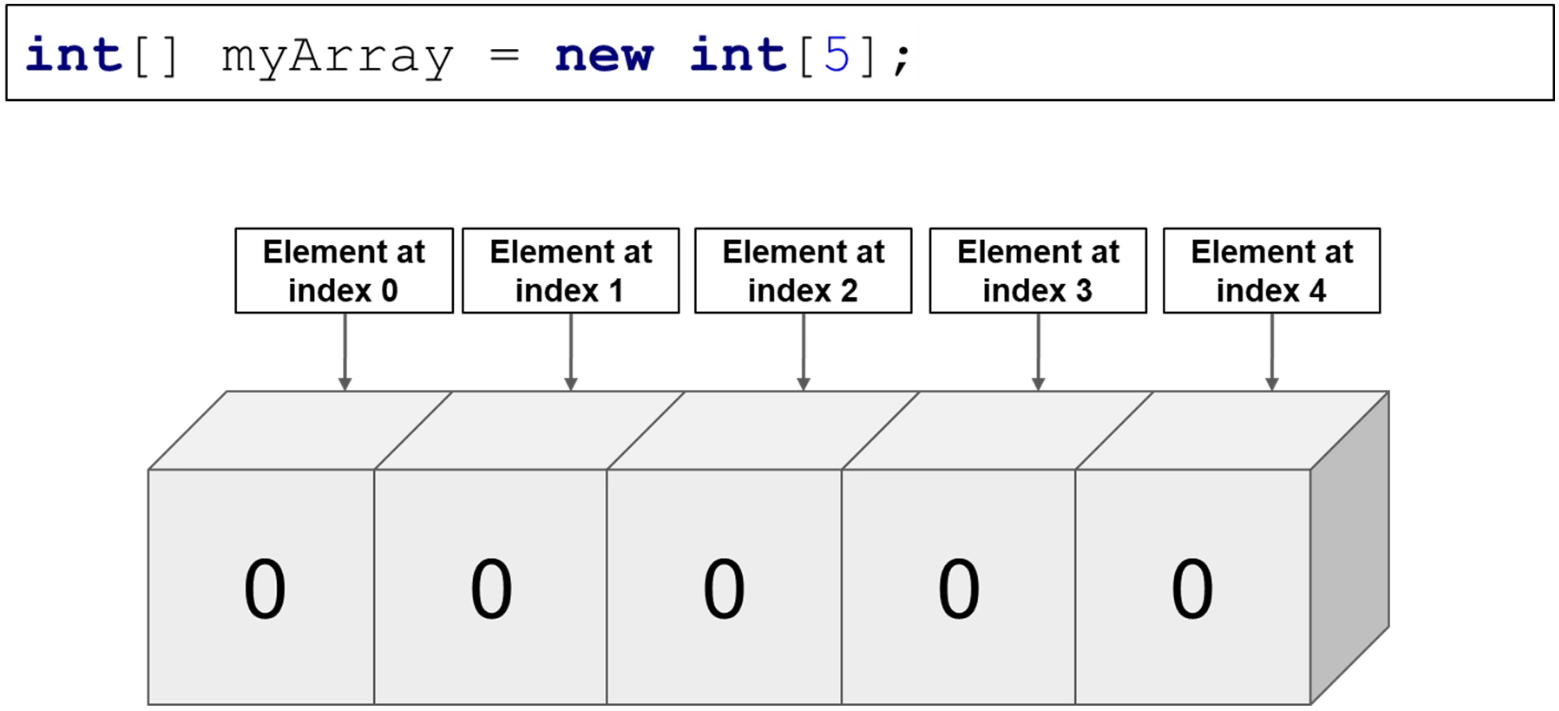 int[] myArray = new int[5];
Element at
index 0
Element at
index 1
Element at
index 2
Element at
index 3
Element at
index 4
0
0
0
0
0